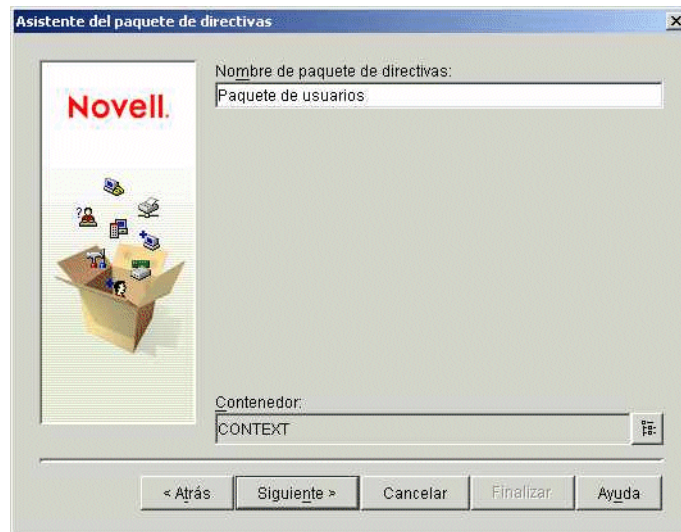 Asistente del paquete de directivas
Novell.
Nombre de paquete de directivas:
Paquete de usuarios
Contenedor:
CONTEXT
< Atrás
Siguiente >
Cancelar
Finalizar
Ayuda